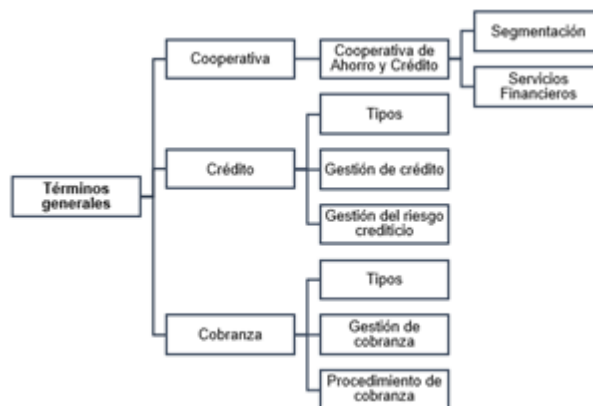 Términos
generales
Cooperativa
Cooperativa de
Ahorro y Crédito
Segmentación
Servicios
Financieros
Crédito
Tipos
Gestión de crédito
Gestión del riesgo
crediticio
Cobranza
Tipos
Gestión de
cobranza
Procedimiento de
cobranza